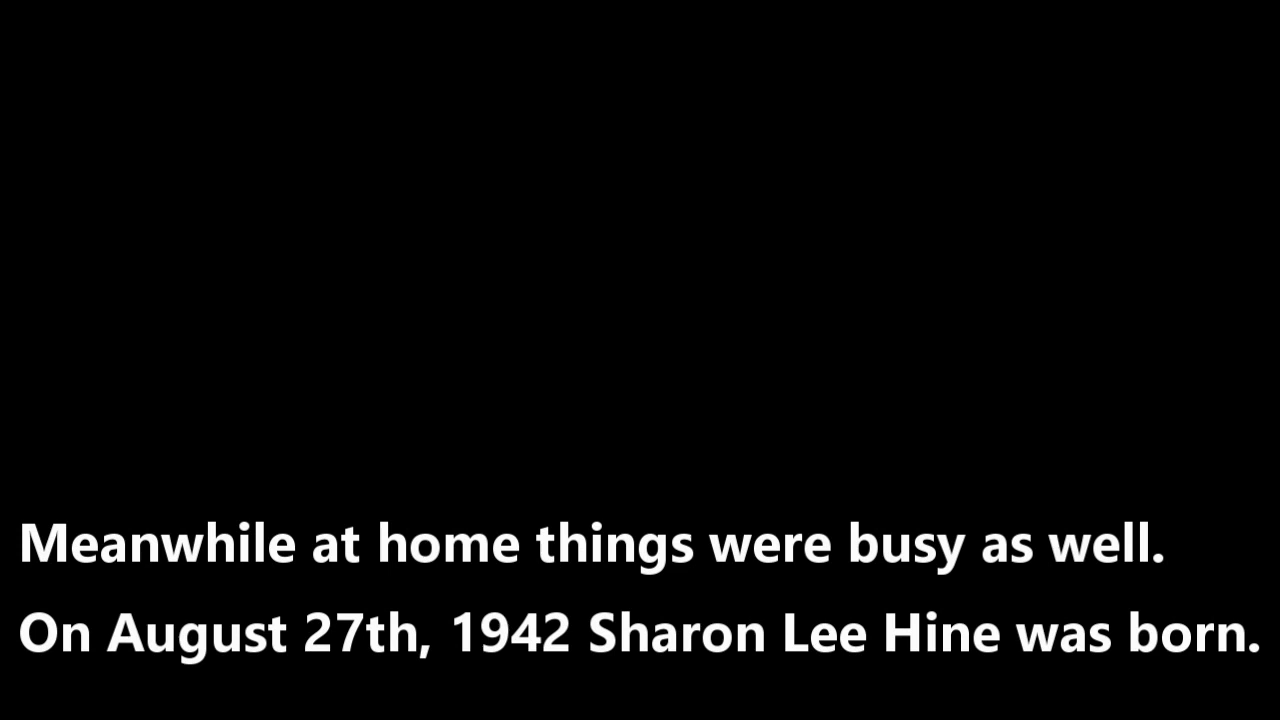 Meanwhile at home things were busy as well.
On August 27th, 1942 Sharon Lee Hine was born.